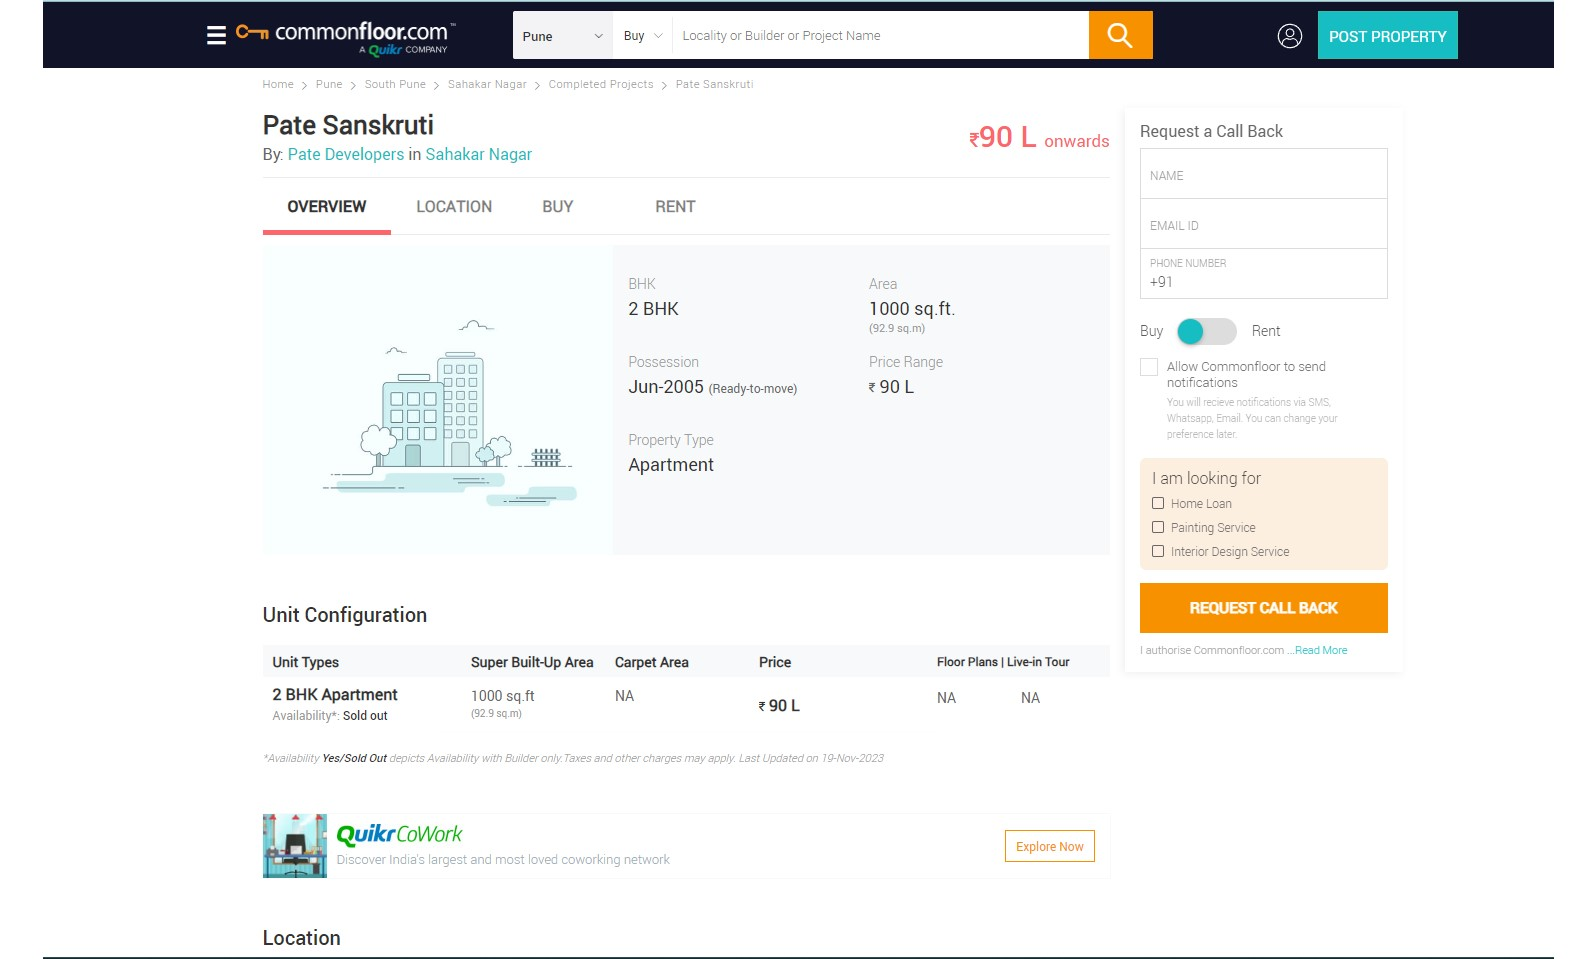 commonfloor.com™
A Quikr COMPANY
Pune
Buy
Locality or Builder or Project Name
POST PROPERTY
Home > Pune > South Pune > Sahakar Nagar > Completed Projects > Pate Sanskruti
Pate Sanskruti
By: Pate Developers in Sahakar Nagar
₹90 L onwards
OVERVIEW
LOCATION
BUY
RENT
BHK
2 BHK
Area
1000 sq.ft.
(92.9 sq.m)
Possession
Jun-2005 (Ready-to-move)
Price Range
₹ 90 L
Property Type
Apartment
Request a Call Back
NAME
EMAIL ID
PHONE NUMBER
+91
Buy
Rent
Allow Commonfloor to send
notifications
You will recieve notifications via SMS,
Whatsapp, Email. You can change your
preference later.
I am looking for
Home Loan
Painting Service
Interior Design Service
REQUEST CALL BACK
I authorise Commonfloor.com ...Read More
Unit Configuration
Unit Types
Super Built-Up Area
Carpet Area
Price
Floor Plans | Live-in Tour
2 BHK Apartment
Availability*: Sold out
1000 sq.ft
(92.9 sq.m)
NA
₹ 90 L
NA
NA
*Availability Yes/Sold Out depicts Availability with Builder only.Taxes and other charges may apply. Last Updated on 19-Nov-2023
QuikrCoWork
Discover India's largest and most loved coworking network
Explore Now
Location